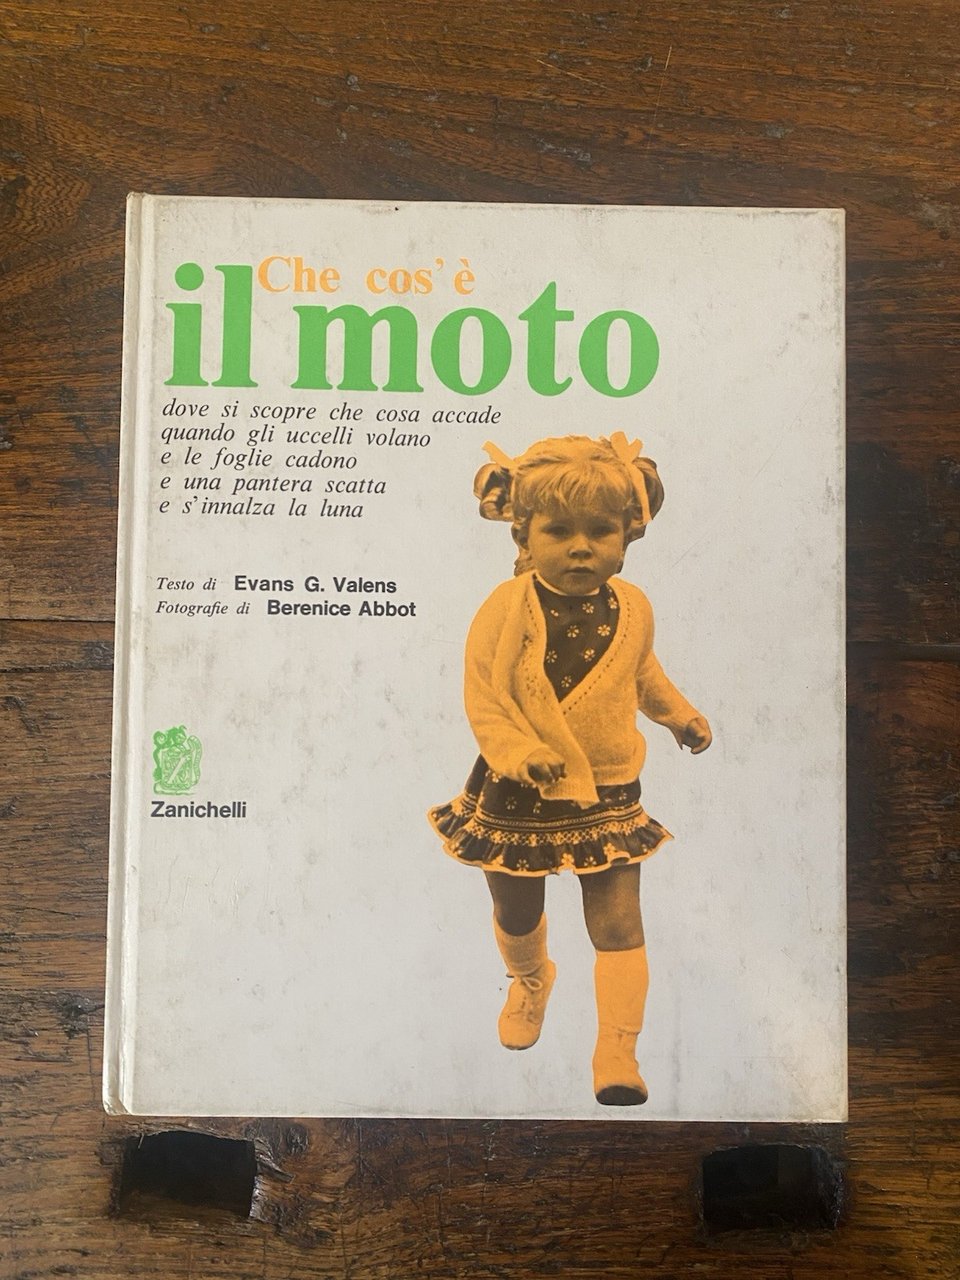 Che cos'è
il moto
dove si scopre che cosa accade
quando gli uccelli volano
e le foglie cadono
e una pantera scatta
e s'innalza la luna
Testo di Evans G. Valens
Fotografie di Berenice Abbot
Zanichelli